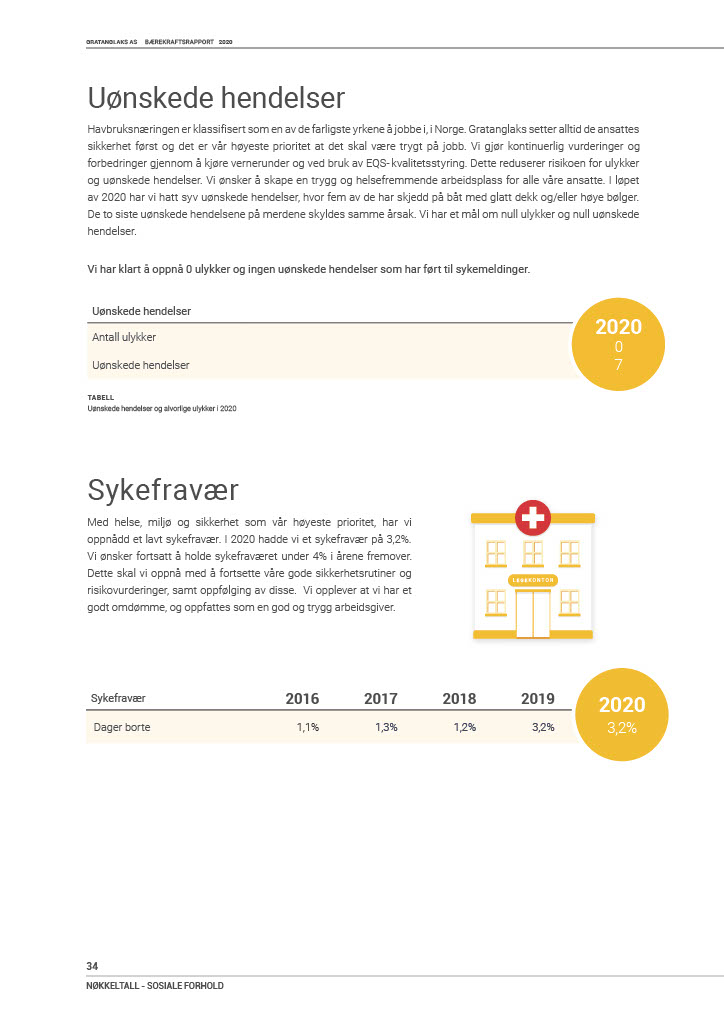 GRATANGLAKS AS BÆREKRAFTSRAPPORT 2020
Uønskede hendelser
Havbruksnæringen er klassifisert som en av de farligste yrkene å jobbe i, i Norge. Gratanglaks setter alltid de ansattes
sikkerhet først og det er vår høyeste prioritet at det skal være trygt på jobb. Vi gjør kontinuerlig vurderinger og
forbedringer gjennom å kjøre vernerunder og ved bruk av EQS- kvalitetsstyring. Dette reduserer risikoen for ulykker
og uønskede hendelser. Vi ønsker å skape en trygg og helsefremmende arbeidsplass for alle våre ansatte. I løpet
av 2020 har vi hatt syv uønskede hendelser, hvor fem av de har skjedd på båt med glatt dekk og/eller høye bølger.
De to siste uønskede hendelsene på merdene skyldes samme årsak. Vi har et mål om null ulykker og null uønskede
hendelser.
Vi har klart å oppnå 0 ulykker og ingen uønskede hendelser som har ført til sykemeldinger.
Uønskede hendelser 2020
Antall ulykker 0
Uønskede hendelser 7
TABELL
Uønskede hendelser og alvorlige ulykker i 2020
Sykefravær
Med helse, miljø og sikkerhet som vår høyeste prioritet, har vi
oppnådd et lavt sykefravær. I 2020 hadde vi et sykefravær på 3,2%.
Vi ønsker fortsatt å holde sykefraværet under 4% i årene fremover.
Dette skal vi oppnå med å fortsette våre gode sikkerhetsrutiner og
risikovurderinger, samt oppfølging av disse. Vi opplever at vi har et
godt omdømme, og oppfattes som en god og trygg arbeidsgiver.
LEGEKONTOR
Sykefravær 2016 2017 2018 2019 2020
Dager borte 1,1% 1,3% 1,2% 3,2% 3,2%
34
NØKKELTALL - SOSIALE FORHOLD